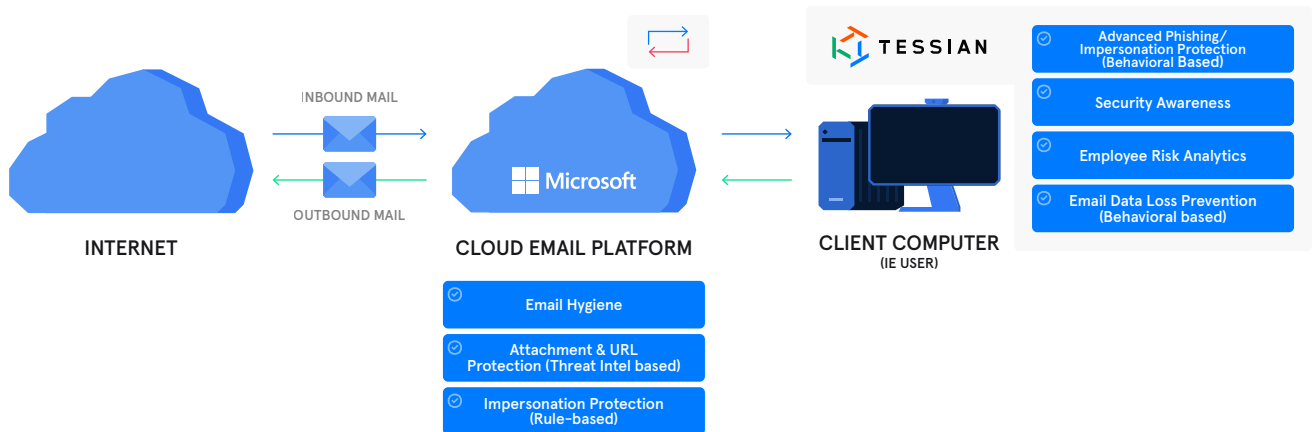 TESSIAN
Advanced Phishing/
Impersonation Protection
(Behavioral Based)
Security Awareness
Employee Risk Analytics
Email Data Loss Prevention
(Behavioral based)
INBOUND MAIL
OUTBOUND MAIL
Microsoft
INTERNET
CLOUD EMAIL PLATFORM
CLIENT COMPUTER
(IE USER)
Email Hygiene
Attachment & URL
Protection (Threat Intel based)
Impersonation Protection
(Rule-based)